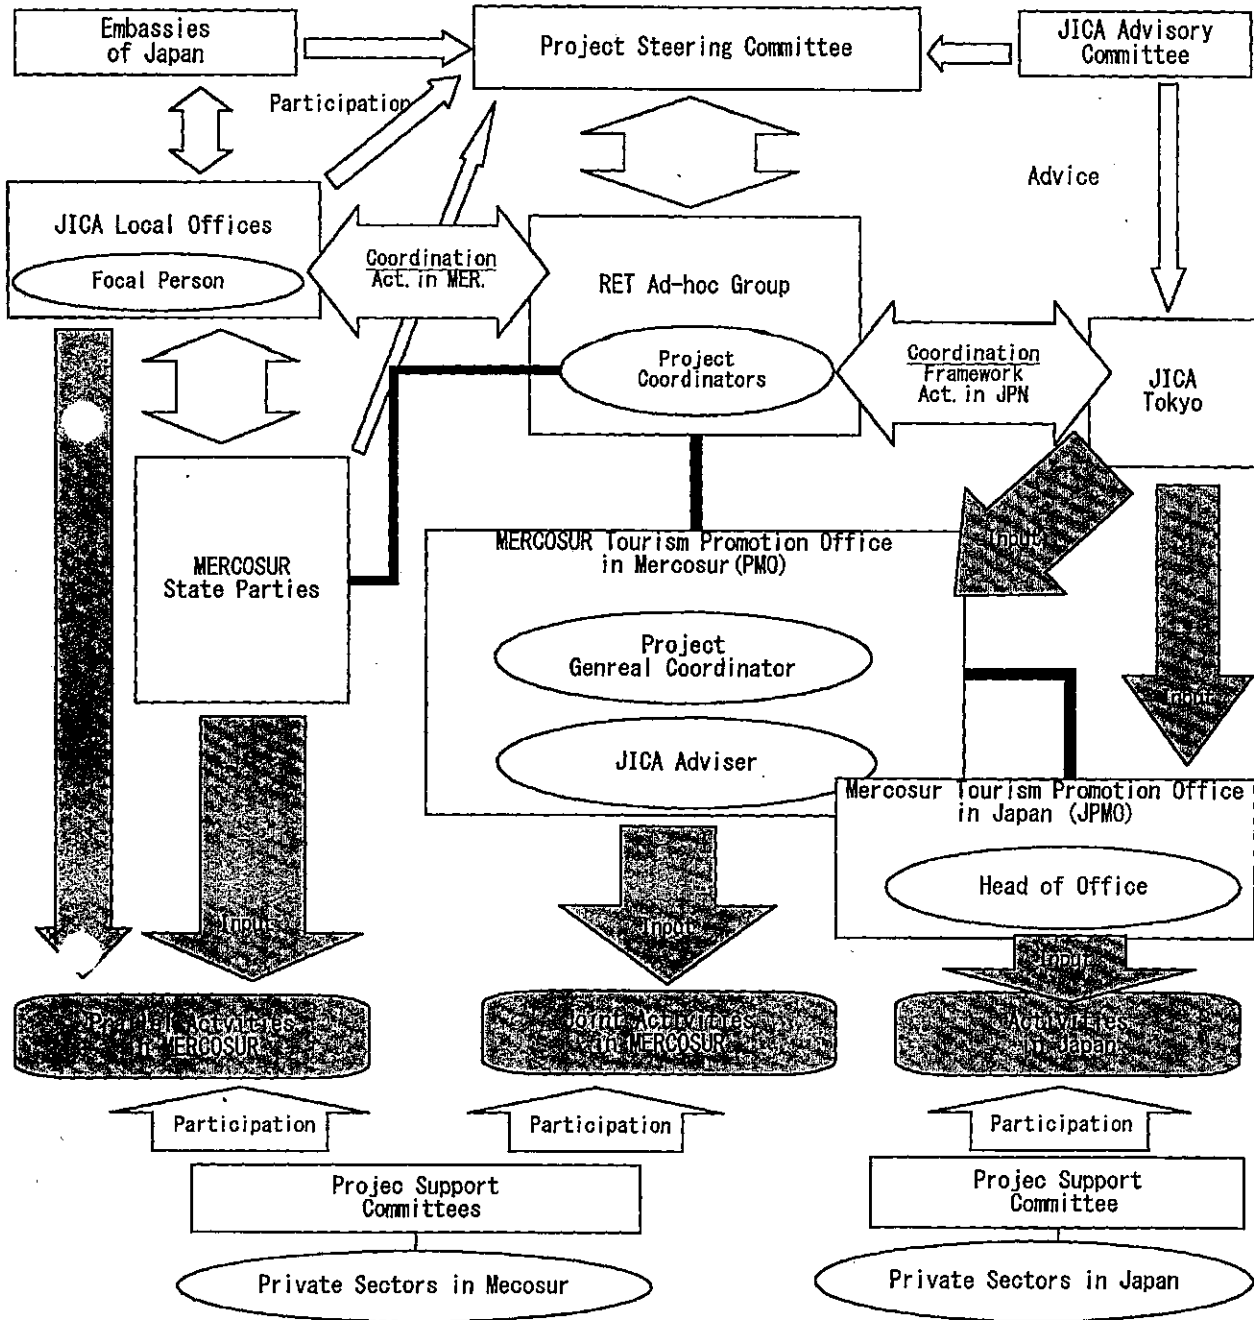 Embassies
of Japan
Project Steering Committee
JICA Advisory
Committee
Participation
Advice
JICA Local Offices
Focal Person
Coordination
Act. in MER.
RET Ad-hoc Group
Project
Coordinators
Coordination
Framework
Act. in JPN
JICA
Tokyo
MERCOSUR
State Parties
MERCOSUR Tourism Promotion Office
in Mercosur(PMO)
Input
Project
Genreal Coordinator
JICA Adviser
Input
Mercosur Tourism Promotion Office
in Japan (JPMO)
Head of Office
Input
Input
Input
Activities
in MERCOSUR
Joint Activities
in MERCOSUR
Activities
in Japan
Participation
Participation
Participation
Projec Support
Committees
Projec Support
Committee
Private Sectors in Mecosur
Private Sectors in Japan